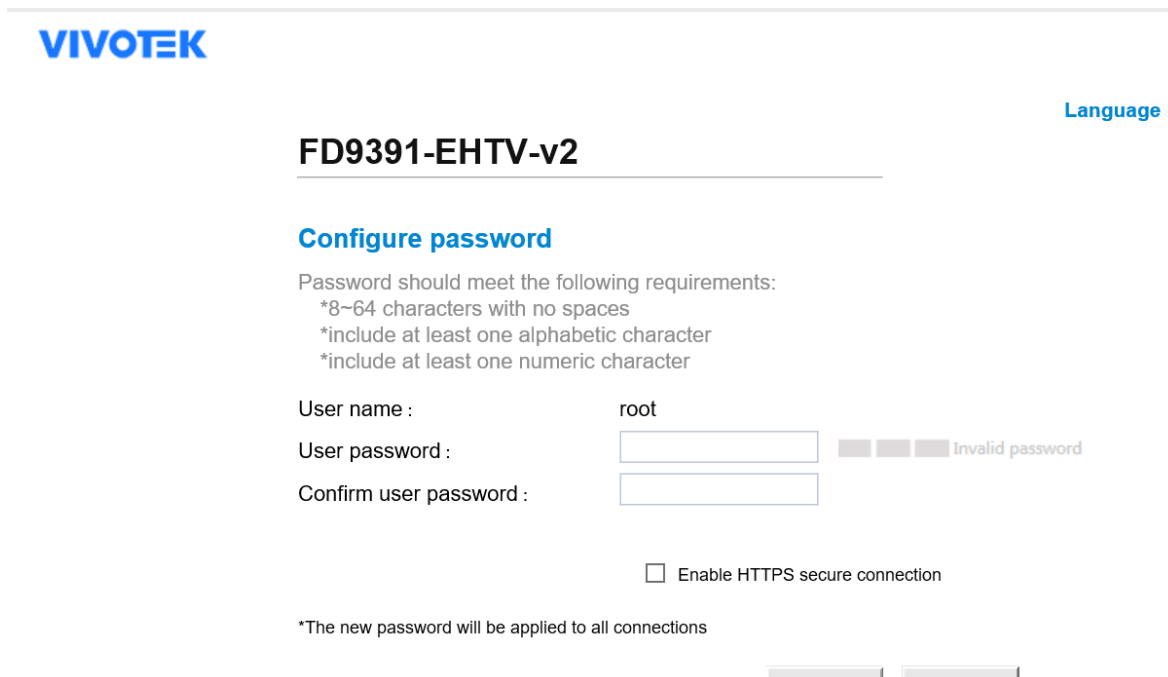 VIVOTEK
Language
FD9391-EHTV-v2
Configure password
Password should meet the following requirements:
*8~64 characters with no spaces
*include at least one alphabetic character
*include at least one numeric character
User name : root
User password : Invalid password
Confirm user password :
Enable HTTPS secure connection
*The new password will be applied to all connections